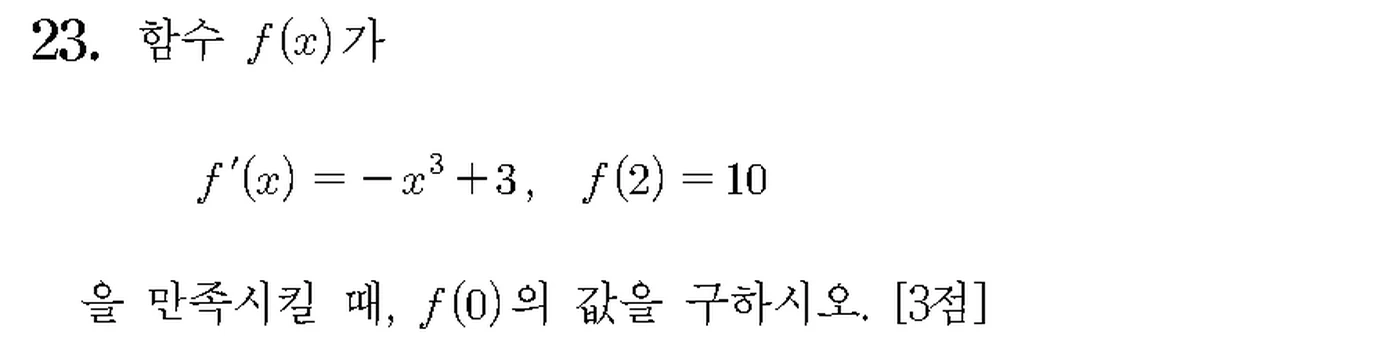 23. 함수 f(x)가
f'(x) = -x³+3, f(2) = 10
을 만족시킬 때, f(0)의 값을 구하시오. [3점]